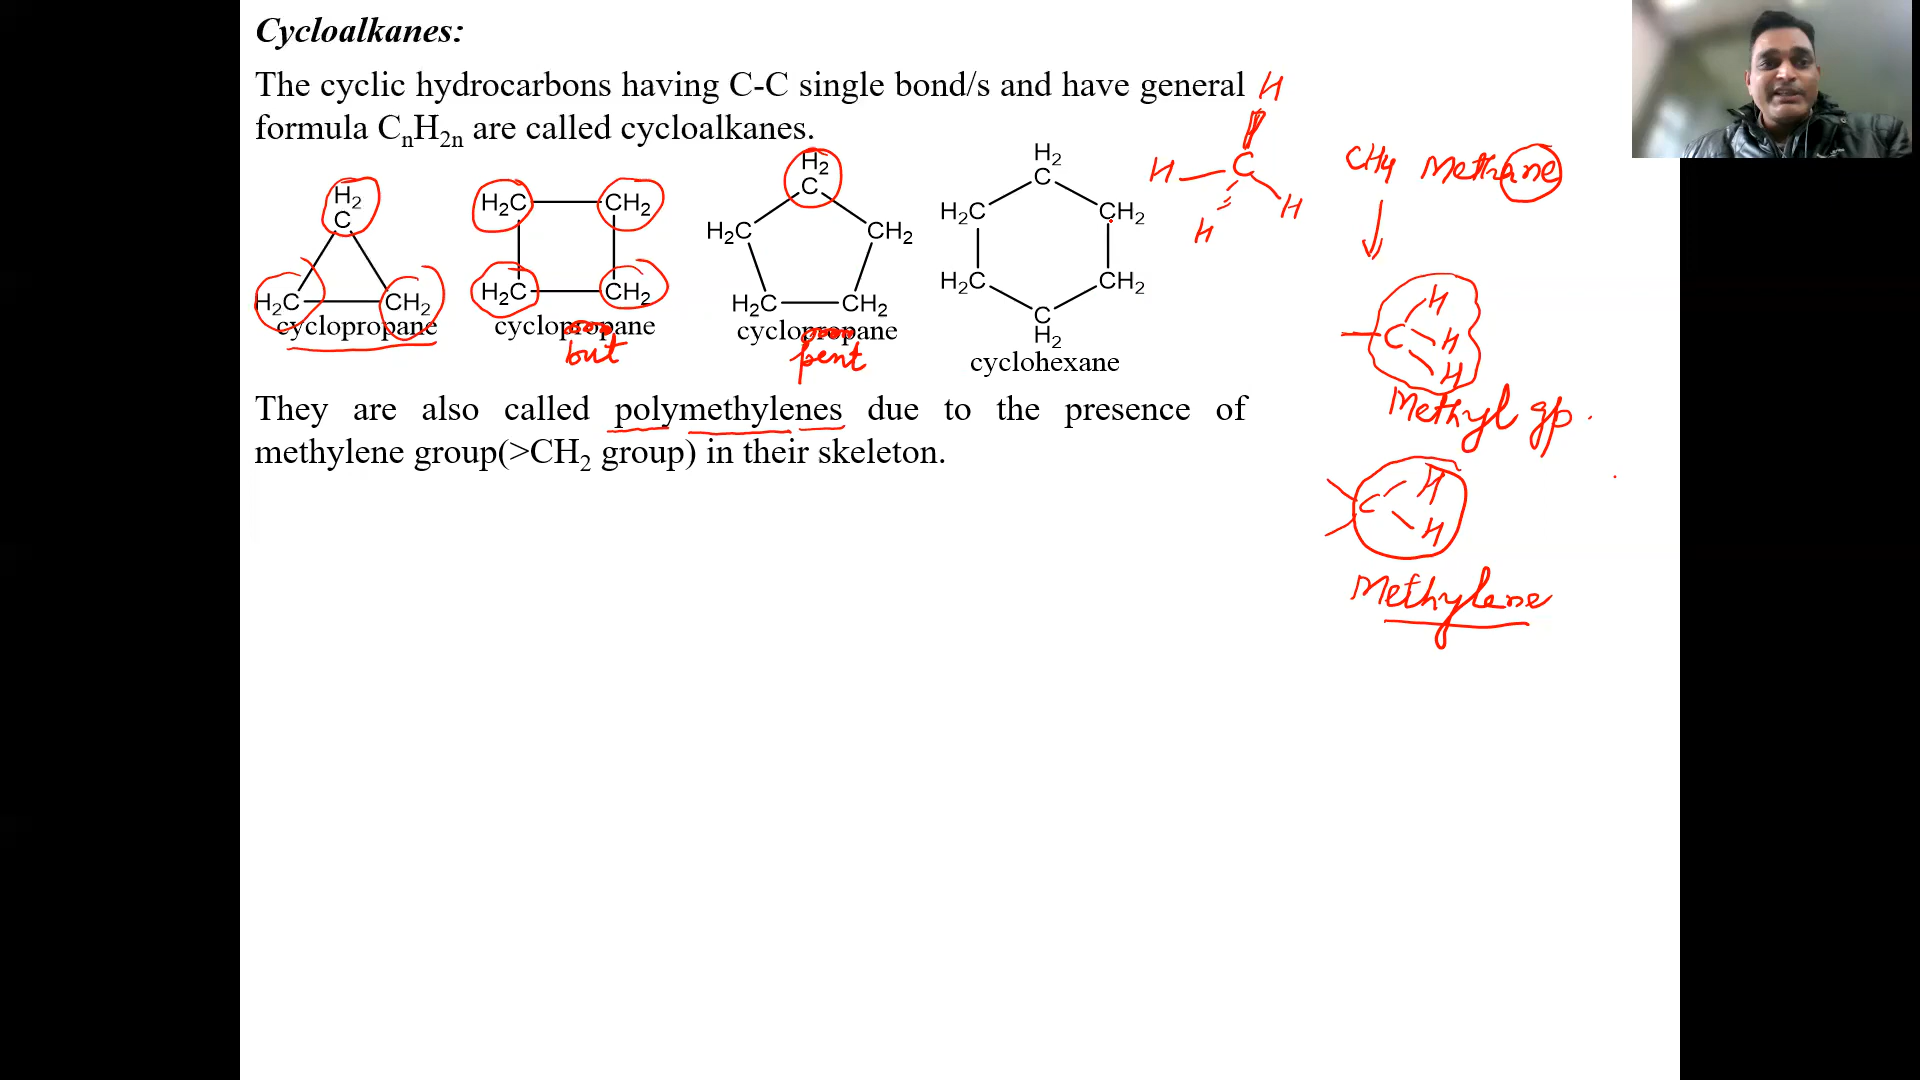 Cycloalkanes:
The cyclic hydrocarbons having C-C single bond/s and have general
formula CnH2n are called cycloalkanes.
H2
C
H2C CH2
cyclopropane
H2C CH2
H2C CH2
cyclopropane
but
H2
C
H2C CH2
H2C CH2
cyclopropane
pent
H2
C
H2C CH2
H2C CH2
C
H2
cyclohexane
They are also called polymethylenes due to the presence of
methylene group(>CH2 group) in their skeleton.
H
H C
H H
CH4 Methane
H
C H
H
Methyl gp.
C H
H
Methylene